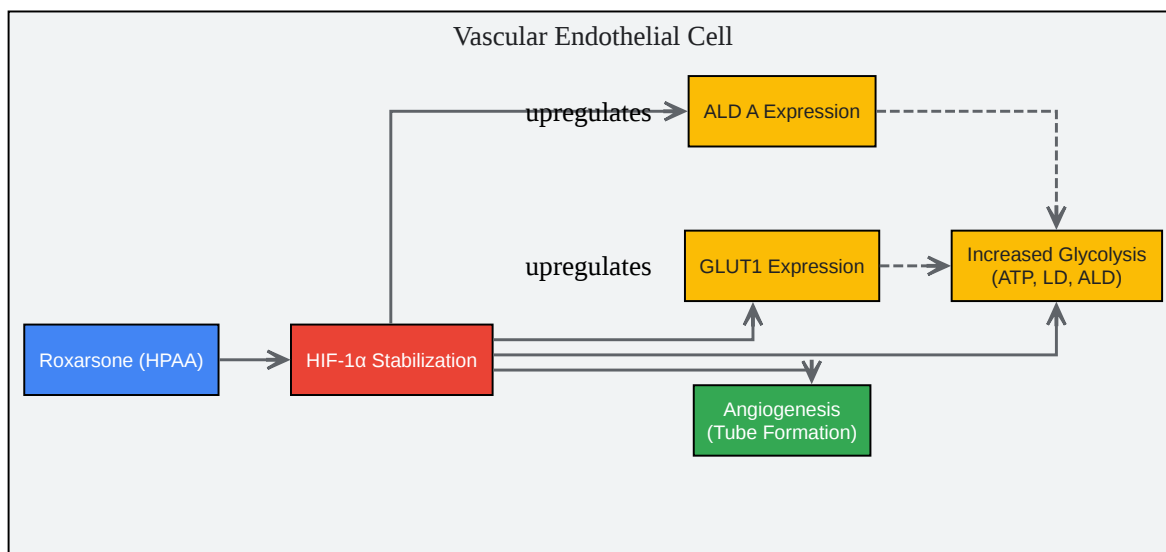 Vascular Endothelial Cell
upregulates
ALD A Expression
upregulates
GLUT1 Expression
Increased Glycolysis
(ATP, LD, ALD)
Roxarsone (HPAA)
HIF-1α Stabilization
Angiogenesis
(Tube Formation)